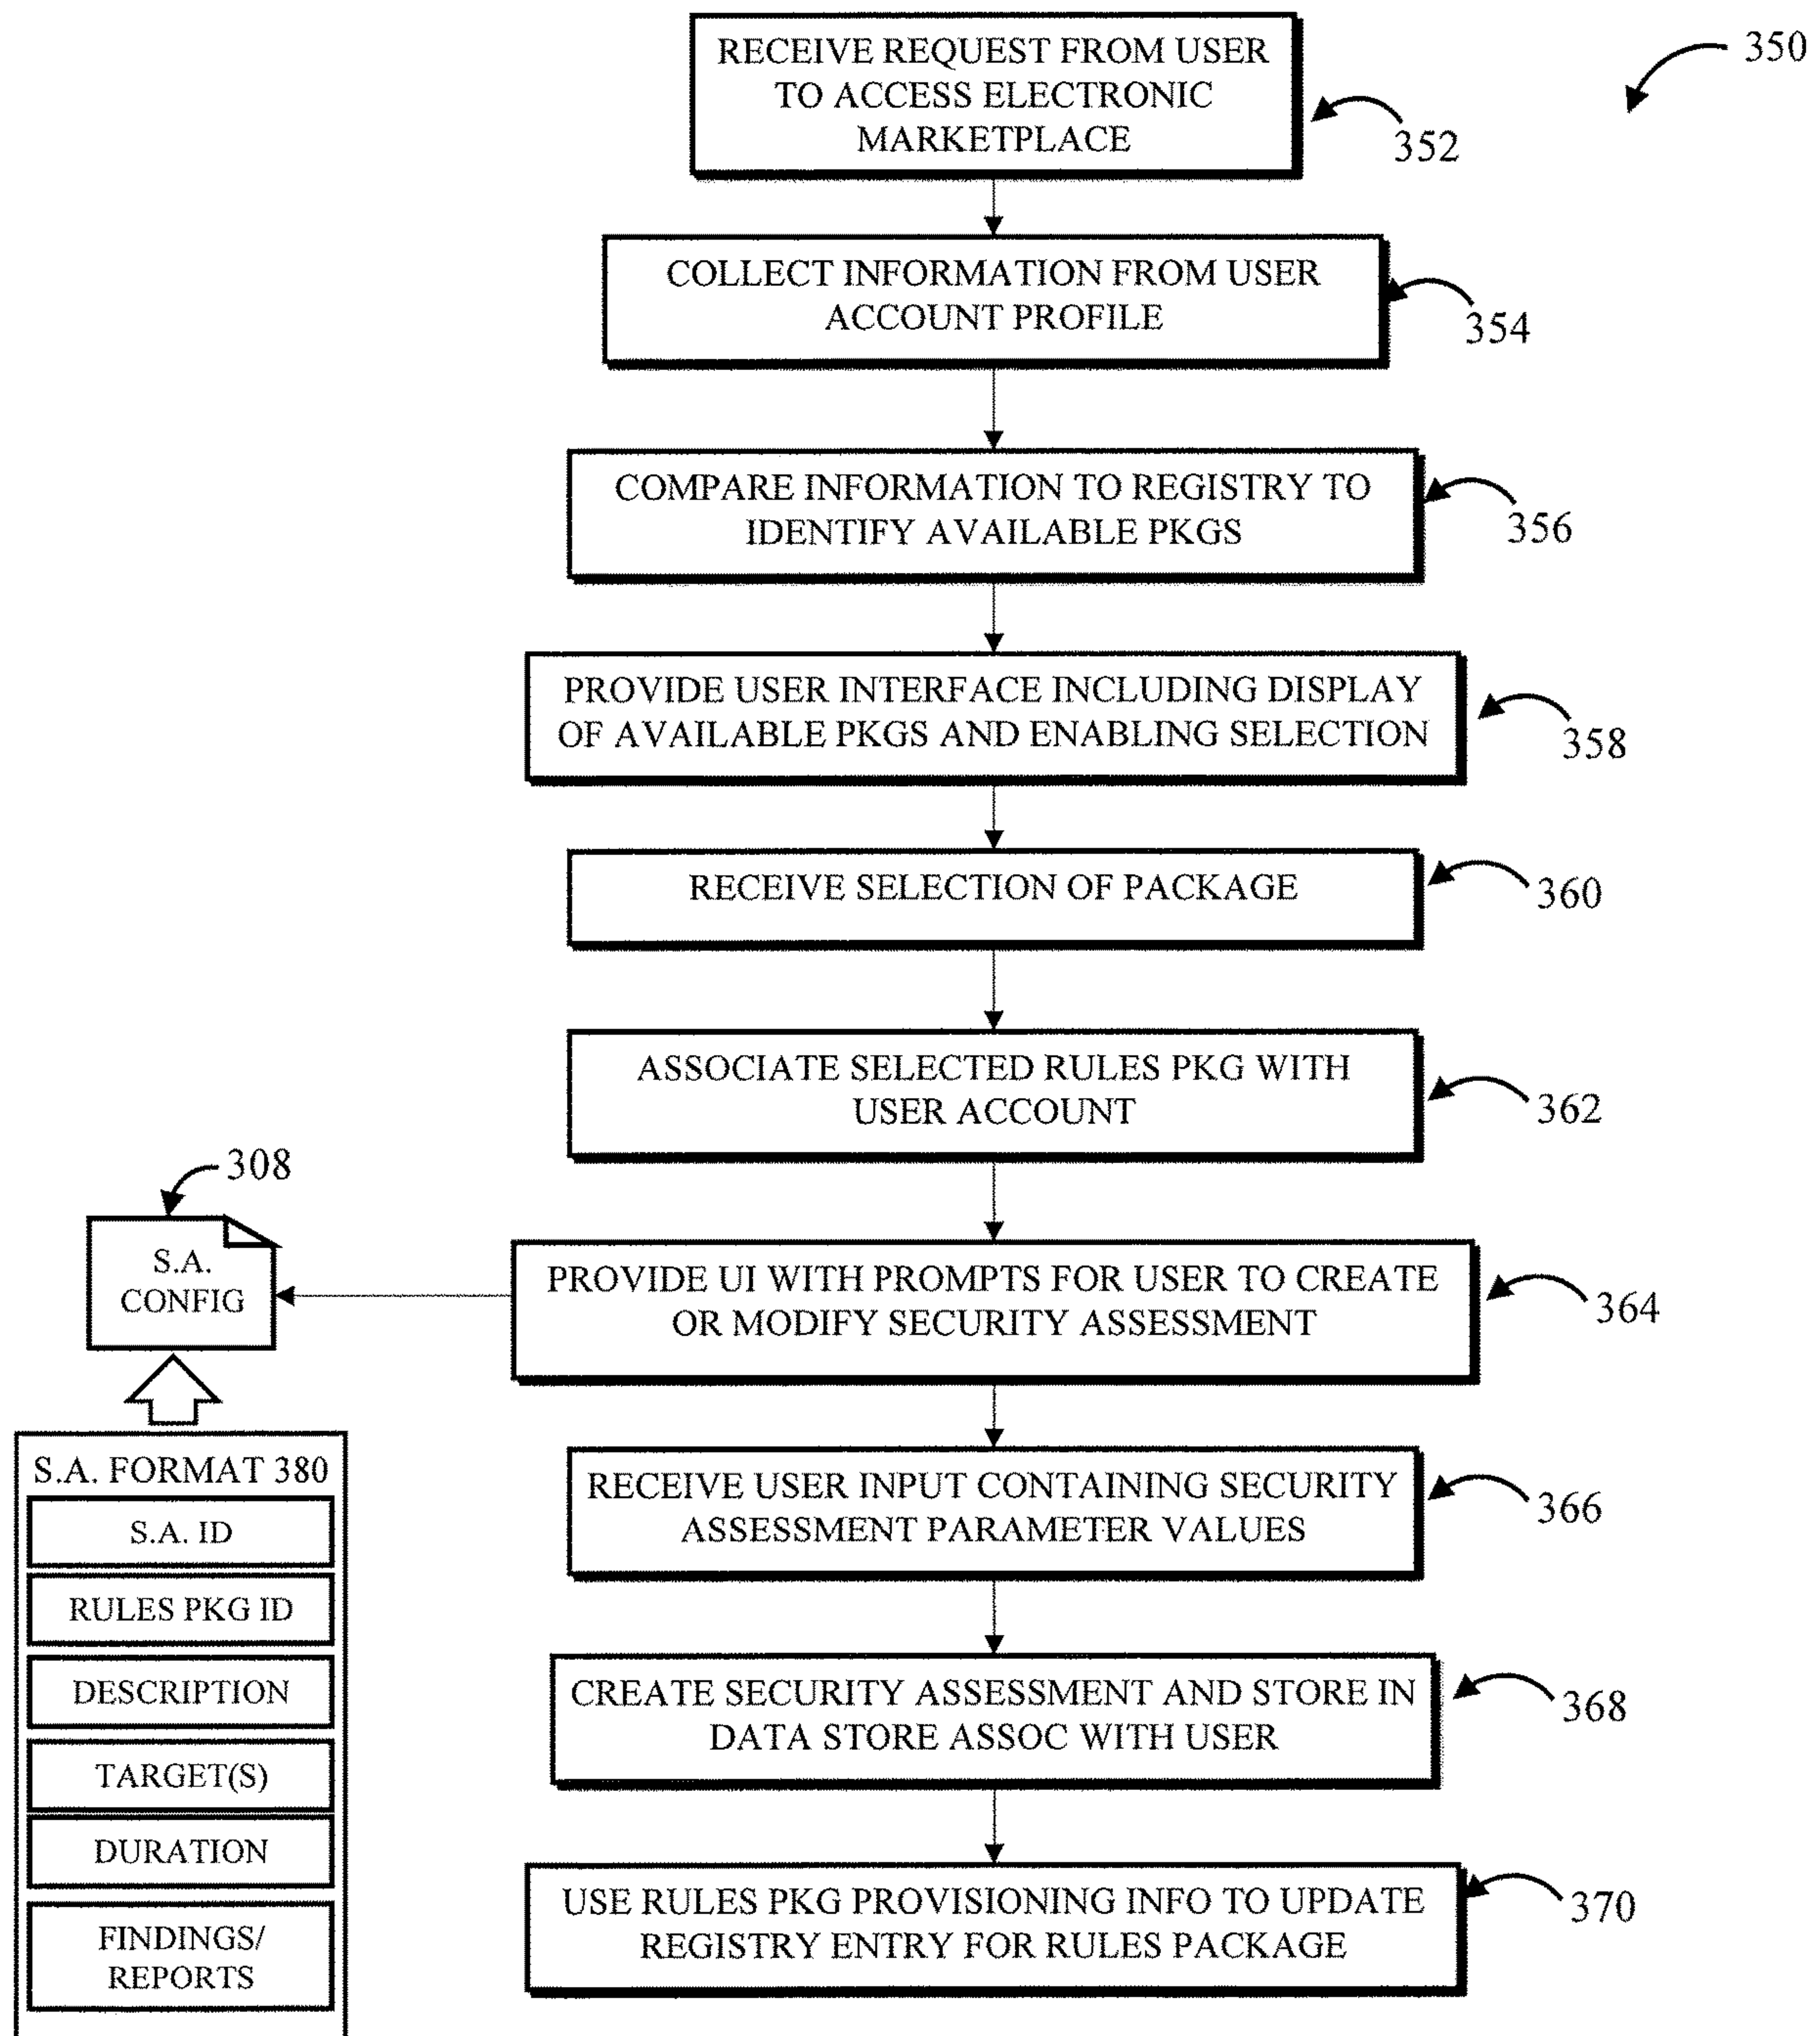 RECEIVE REQUEST FROM USER
TO ACCESS ELECTRONIC
MARKETPLACE
350
352
COLLECT INFORMATION FROM USER
ACCOUNT PROFILE
354
COMPARE INFORMATION TO REGISTRY TO
IDENTIFY AVAILABLE PKGS
356
PROVIDE USER INTERFACE INCLUDING DISPLAY
OF AVAILABLE PKGS AND ENABLING SELECTION
358
RECEIVE SELECTION OF PACKAGE
360
ASSOCIATE SELECTED RULES PKG WITH
USER ACCOUNT
362
308
S.A.
CONFIG
PROVIDE UI WITH PROMPTS FOR USER TO CREATE
OR MODIFY SECURITY ASSESSMENT
364
S.A. FORMAT 380
S.A. ID
RULES PKG ID
DESCRIPTION
TARGET(S)
DURATION
FINDINGS/
REPORTS
RECEIVE USER INPUT CONTAINING SECURITY
ASSESSMENT PARAMETER VALUES
366
CREATE SECURITY ASSESSMENT AND STORE IN
DATA STORE ASSOC WITH USER
368
USE RULES PKG PROVISIONING INFO TO UPDATE
REGISTRY ENTRY FOR RULES PACKAGE
370